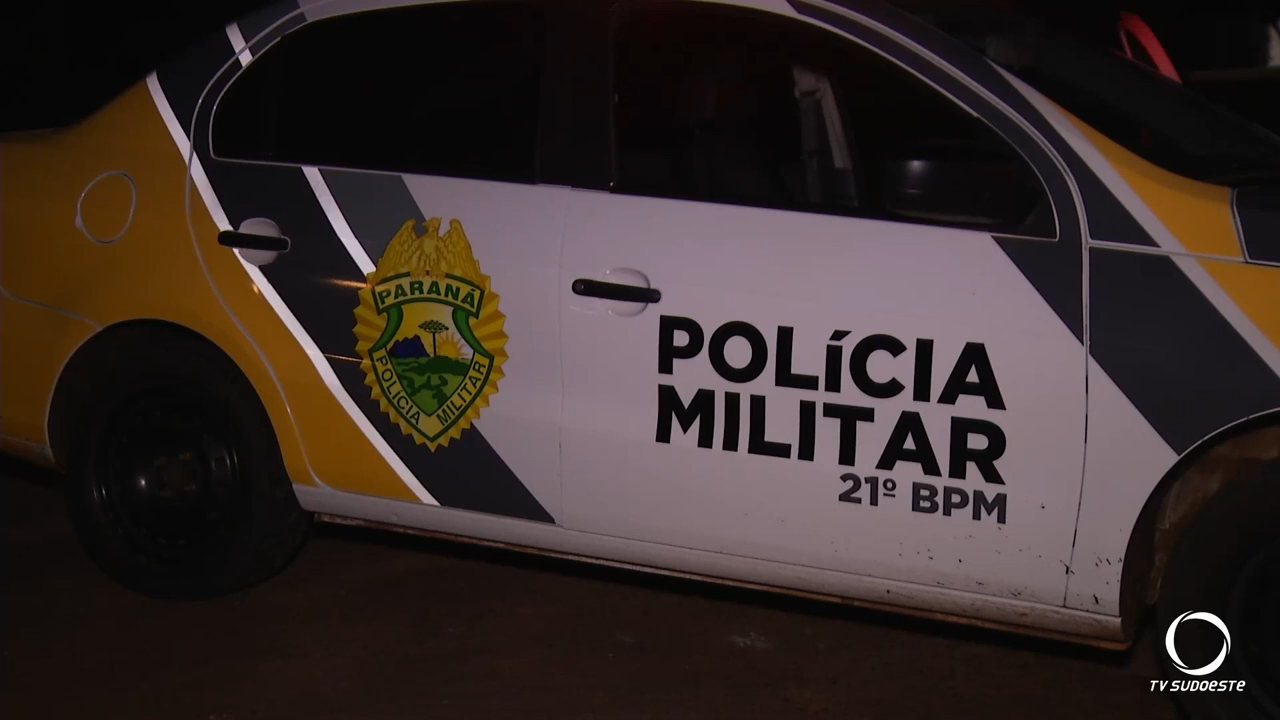 PARANÁ
POLÍCIA MILITAR
POLÍCIA
MILITAR
21º BPM
TV SUDOESTE